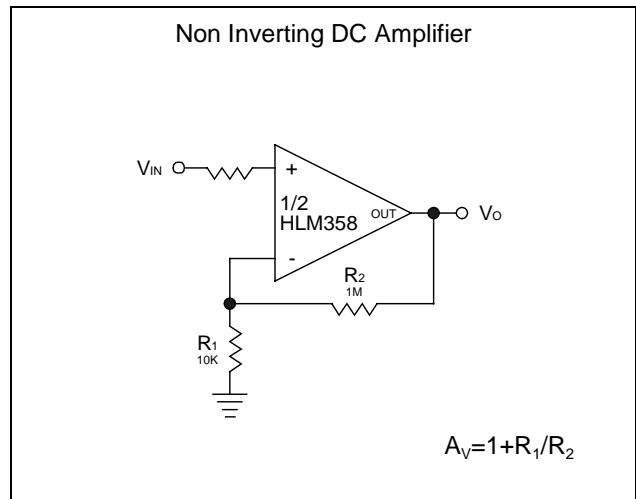 Non Inverting DC Amplifier
VIN
+
1/2
HLM358
OUT
VO
-
R2
1M
R1
10K
AV=1+R1/R2